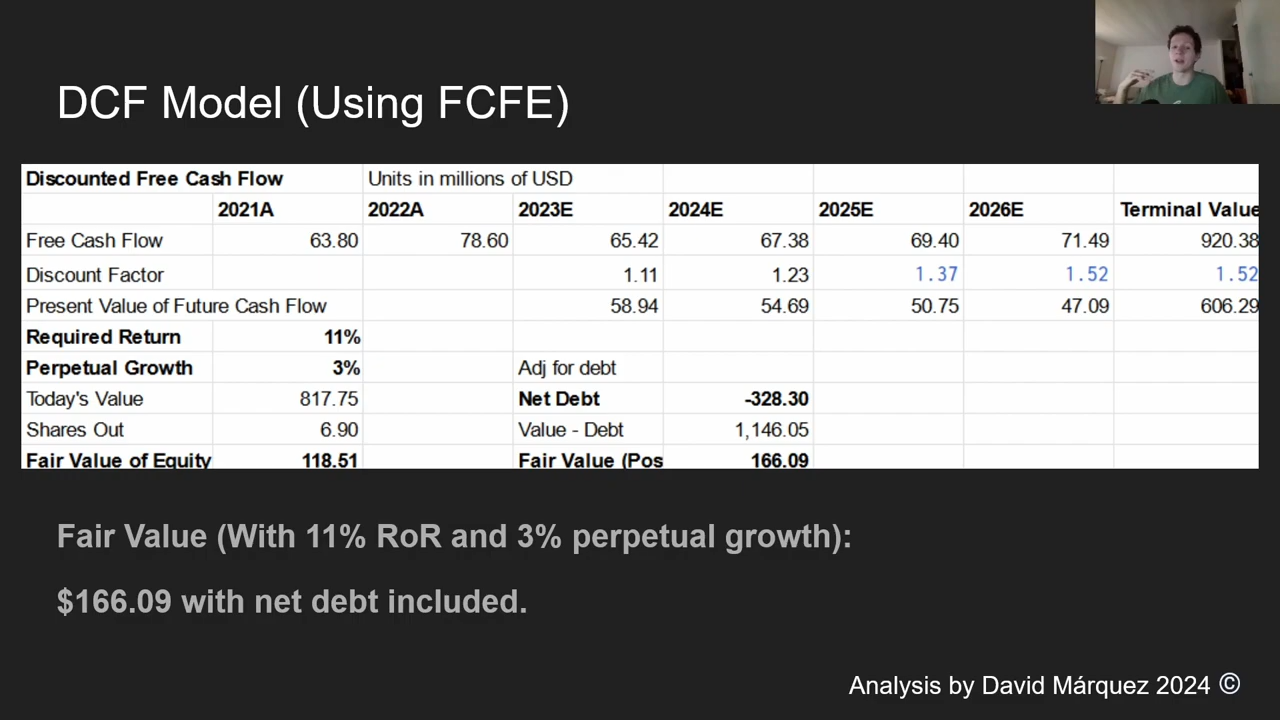 DCF Model (Using FCFE)
Discounted Free Cash Flow Units in millions of USD
2021A 2022A 2023E 2024E 2025E 2026E Terminal Value
Free Cash Flow 63.80 78.60 65.42 67.38 69.40 71.49 920.38
Discount Factor 1.11 1.23 1.37 1.52 1.52
Present Value of Future Cash Flow 58.94 54.69 50.75 47.09 606.29
Required Return 11%
Perpetual Growth 3% Adj for debt
Today's Value 817.75 Net Debt -328.30
Shares Out 6.90 Value - Debt 1,146.05
Fair Value of Equity 118.51 Fair Value (Pos 166.09
Fair Value (With 11% RoR and 3% perpetual growth):
$166.09 with net debt included.
Analysis by David Márquez 2024 ©